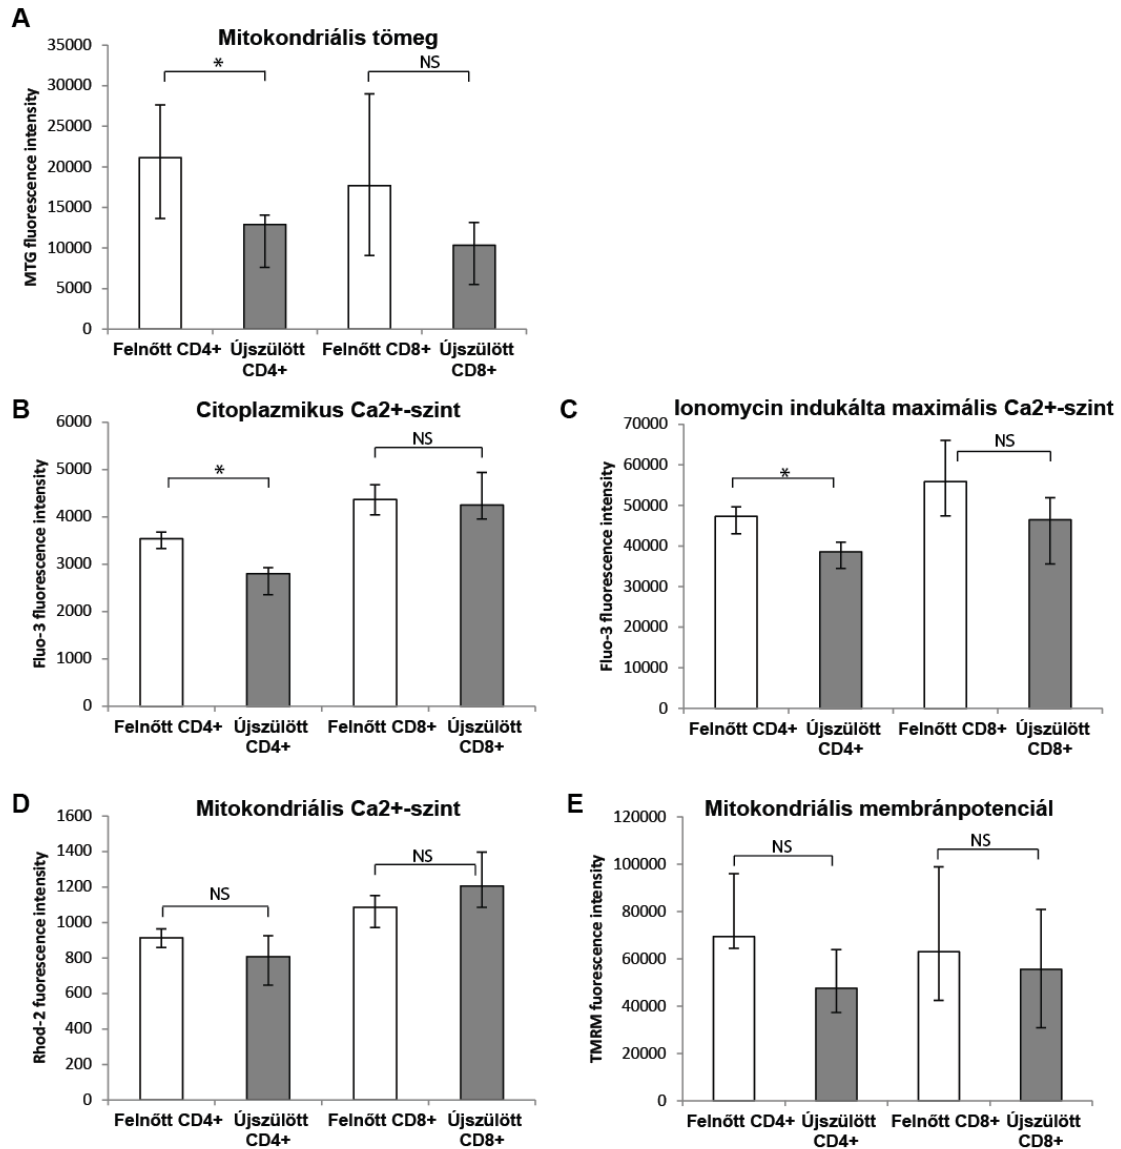 A
Mitokondriális tömeg
MTG fluorescence intensity
35000
30000
25000
20000
15000
10000
5000
0
*
NS
Felnőtt CD4+ Újszülött CD4+ Felnőtt CD8+ Újszülött CD8+
B
Citoplazmikus Ca2+-szint
Fluo-3 fluorescence intensity
6000
5000
4000
3000
2000
1000
0
*
NS
Felnőtt CD4+ Újszülött CD4+ Felnőtt CD8+ Újszülött CD8+
C
Ionomycin indukálta maximális Ca2+-szint
Fluo-3 fluorescence intensity
70000
60000
50000
40000
30000
20000
10000
0
*
NS
Felnőtt CD4+ Újszülött CD4+ Felnőtt CD8+ Újszülött CD8+
D
Mitokondriális Ca2+-szint
Rhod-2 fuorescence intensity
1600
1400
1200
1000
800
600
400
200
0
NS
NS
Felnőtt CD4+ Újszülött CD4+ Felnőtt CD8+ Újszülött CD8+
E
Mitokondriális membránpotenciál
TMRM fluorescence intensity
120000
100000
80000
60000
40000
20000
0
NS
NS
Felnőtt CD4+ Újszülött CD4+ Felnőtt CD8+ Újszülött CD8+